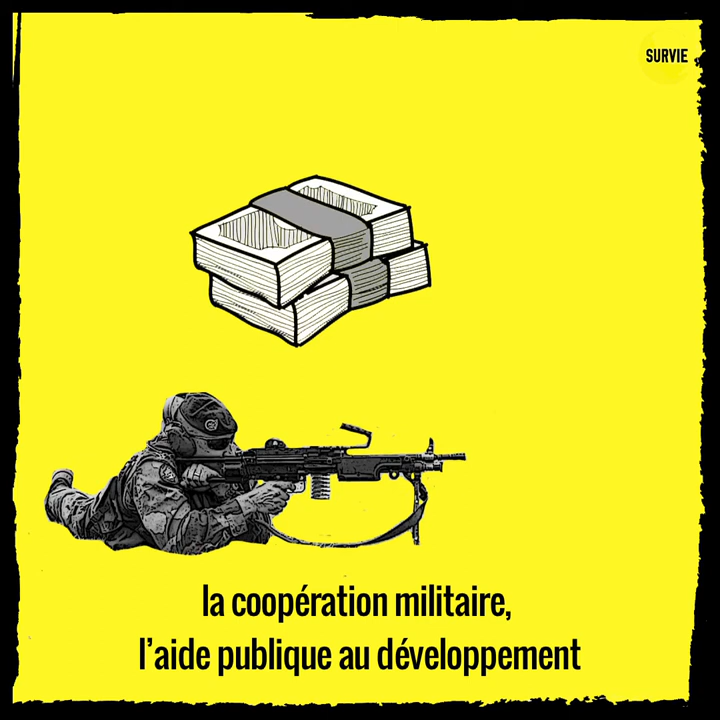 SURVIE
la coopération militaire,
l’aide publique au développement